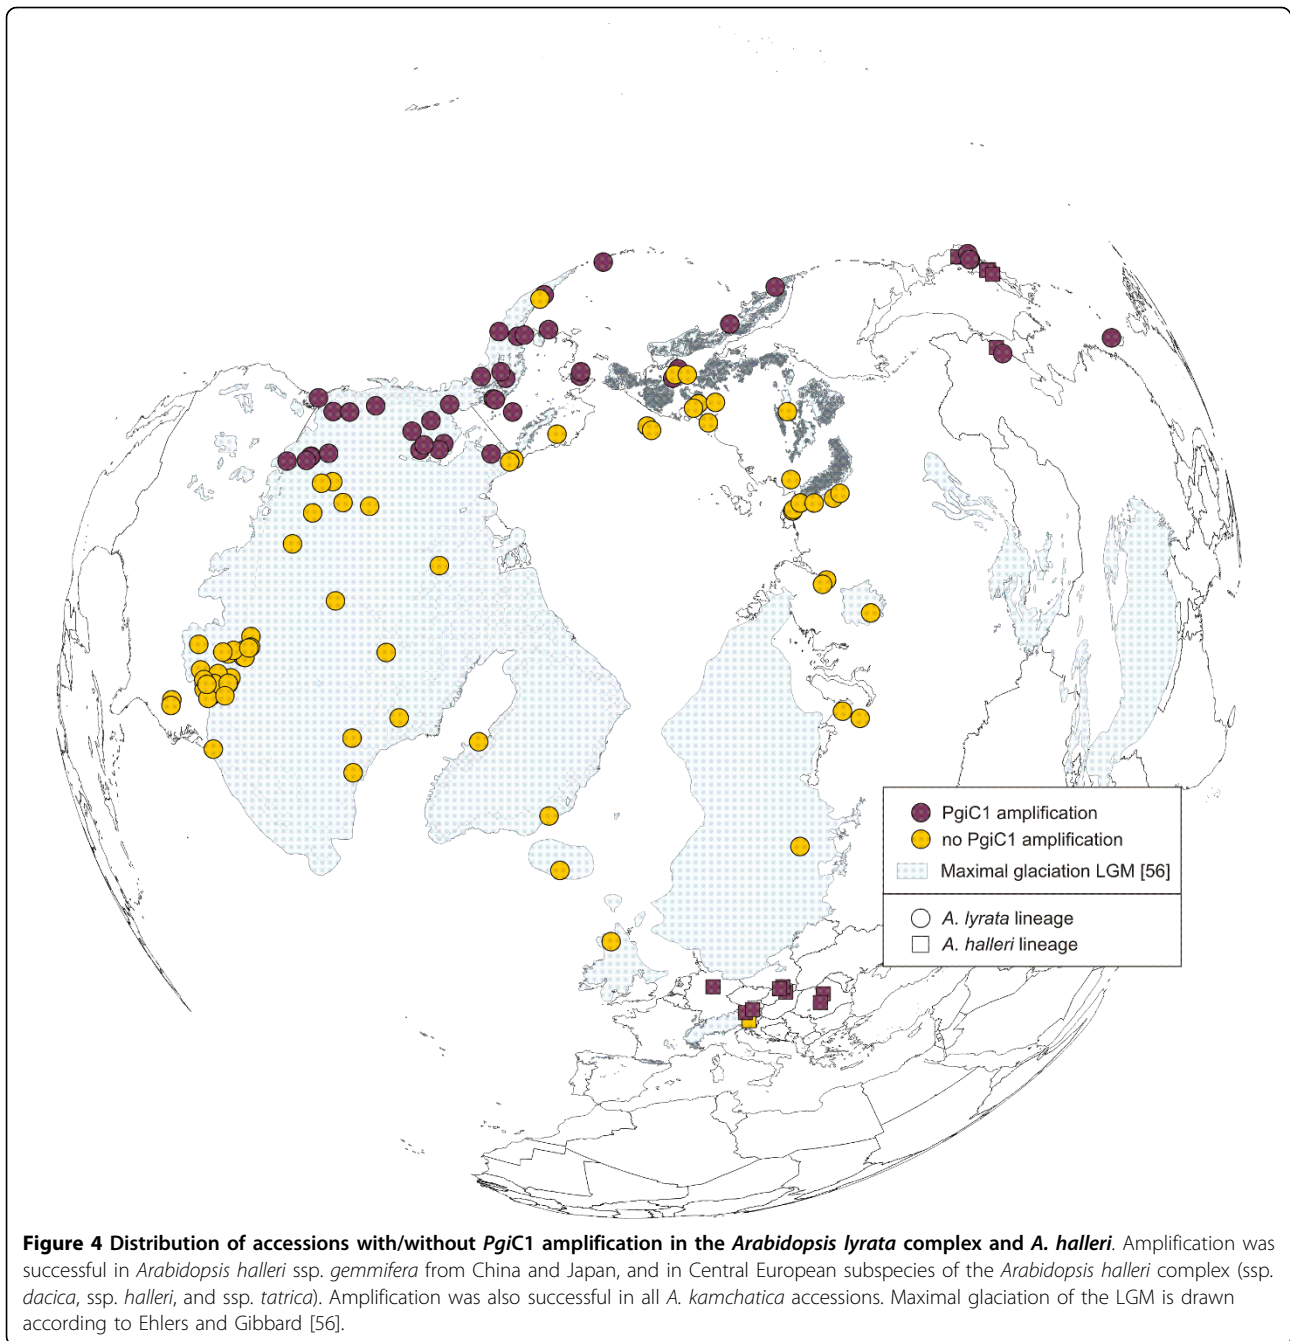 PgiC1 amplification
no PgiC1 amplification
Maximal glaciation LGM [56]
A. lyrata lineage
A. halleri lineage
Figure 4 Distribution of accessions with/without PgiC1 amplification in the Arabidopsis lyrata complex and A. halleri. Amplification was
successful in Arabidopsis halleri ssp. gemmifera from China and Japan, and in Central European subspecies of the Arabidopsis halleri complex (ssp.
dacica, ssp. halleri, and ssp. tatrica). Amplification was also successful in all A. kamchatica accessions. Maximal glaciation of the LGM is drawn
according to Ehlers and Gibbard [56].